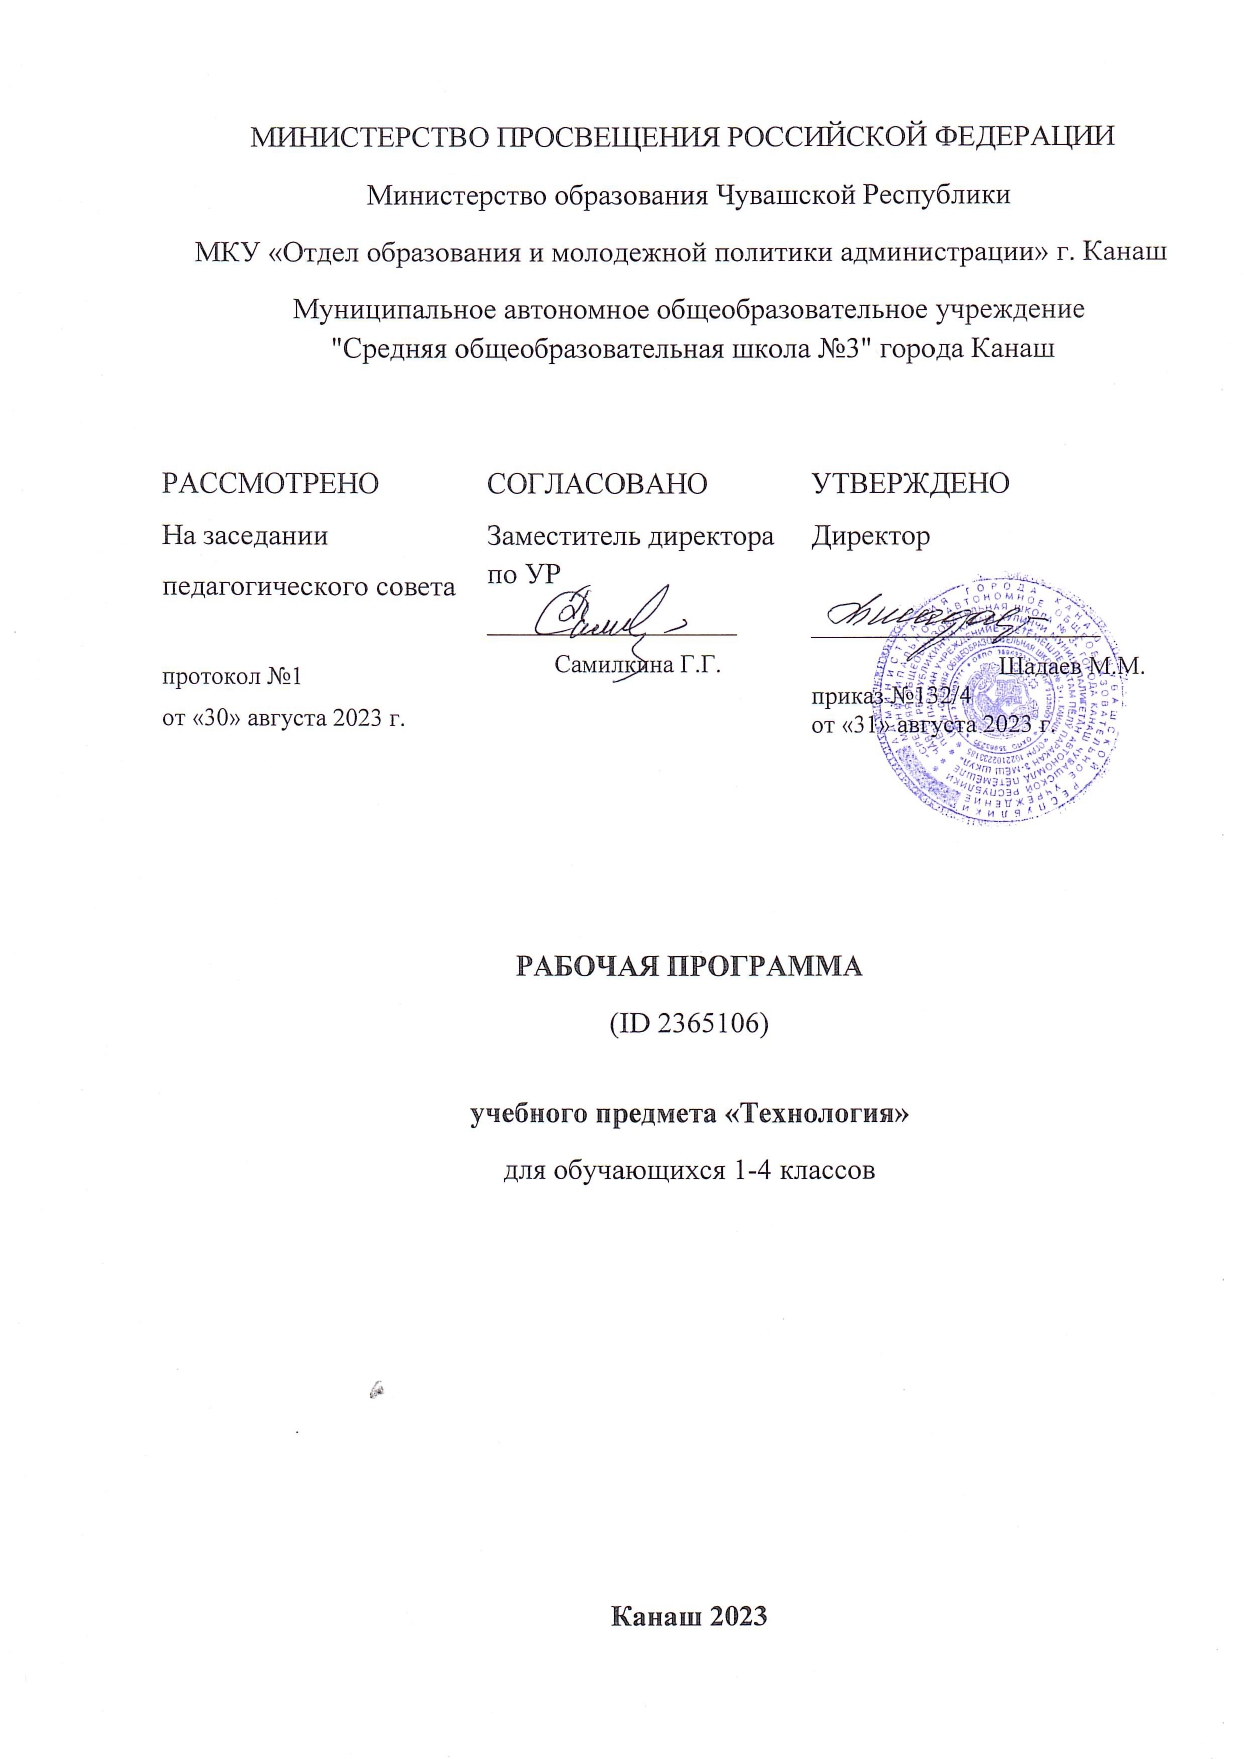 МИНИСТЕРСТВО ПРОСВЕЩЕНИЯ РОССИЙСКОЙ ФЕДЕРАЦИИ
Министерство образования Чувашской Республики
МКУ «Отдел образования и молодежной политики администрации» г. Канаш
Муниципальное автономное общеобразовательное учреждение
"Средняя общеобразовательная школа №3" города Канаш
РАССМОТРЕНО
На заседании
педагогического совета
протокол №1
от «30» августа 2023 г.
СОГЛАСОВАНО
Заместитель директора
по УР
Самилкина Г.Г.
УТВЕРЖДЕНО
Директор
Шадаев М.М.
приказ №132/4
от «31» августа 2023 г.
РАБОЧАЯ ПРОГРАММА
(ID 2365106)
учебного предмета «Технология»
для обучающихся 1-4 классов
Канаш 2023